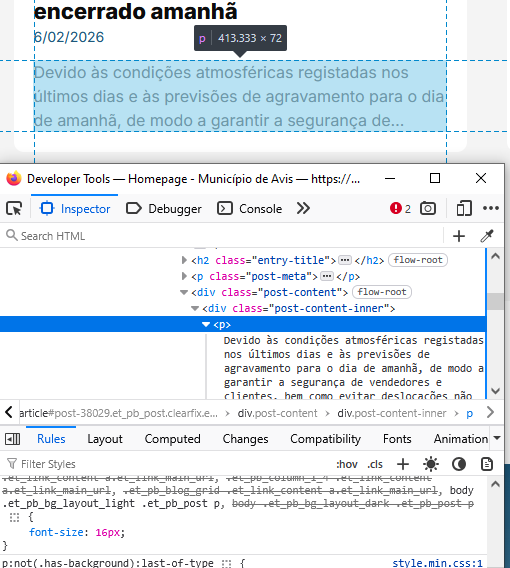 encerrado amanhã
6/02/2026
p 413.333 × 72
Devido às condições atmosféricas registadas nos
últimos dias e às previsões de agravamento para o dia
de amanhã, de modo a garantir a segurança de...
Developer Tools — Homepage - Município de Avis — https://...
Inspector Debugger Console 2
Search HTML
<h2 class="entry-title"> </h2> flow-root
<p class="post-meta"> </p>
<div class="post-content"> flow-root
<div class="post-content-inner">
<p>
Devido às condições atmosféricas registadas
nos últimos dias e às previsões de
agravamento para o dia de amanhã, de modo a
garantir a segurança de vendedores e
clientes, bem como evitar deslocações não
article#post-38029.et_pb_post.clearfix.e... div.post-content div.post-content-inner p
Rules Layout Computed Changes Compatibility Fonts Animation
Filter Styles :hov .cls
.et_link_content a.et_link_main_url, .et_pb_column_1_4 .et_link_content
a.et_link_main_url, .et_pb_blog_grid .et_link_content a.et_link_main_url, body
.et_pb_bg_layout_light .et_pb_post p, body .et_pb_bg_layout_dark .et_pb_post p
{
font-size: 16px;
}
p:not(.has-background):last-of-type { style.min.css:1